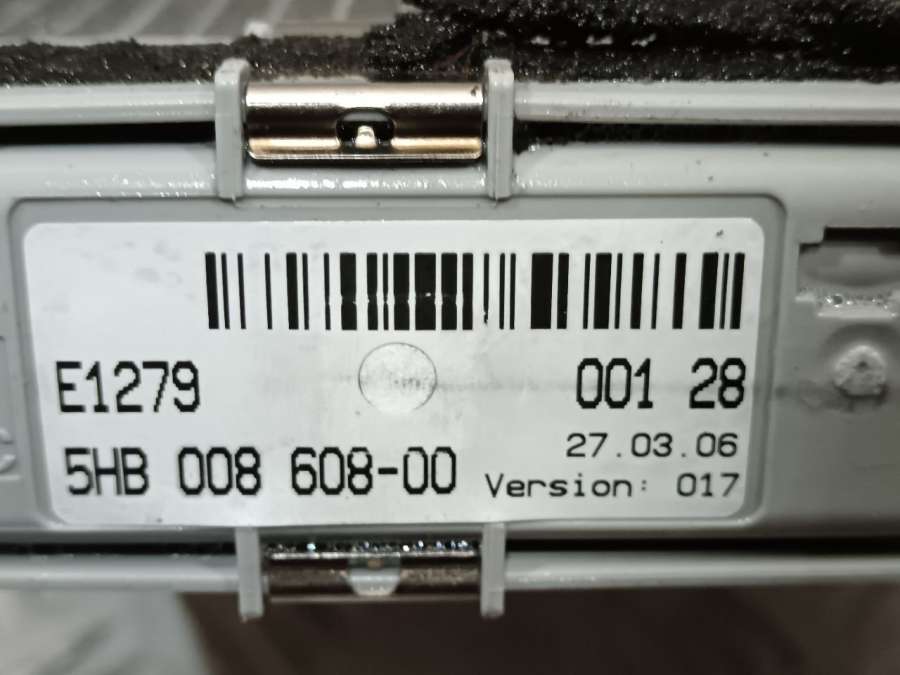 E1279 001 28
27.03.06
5HB 008 608-00 Version: 017